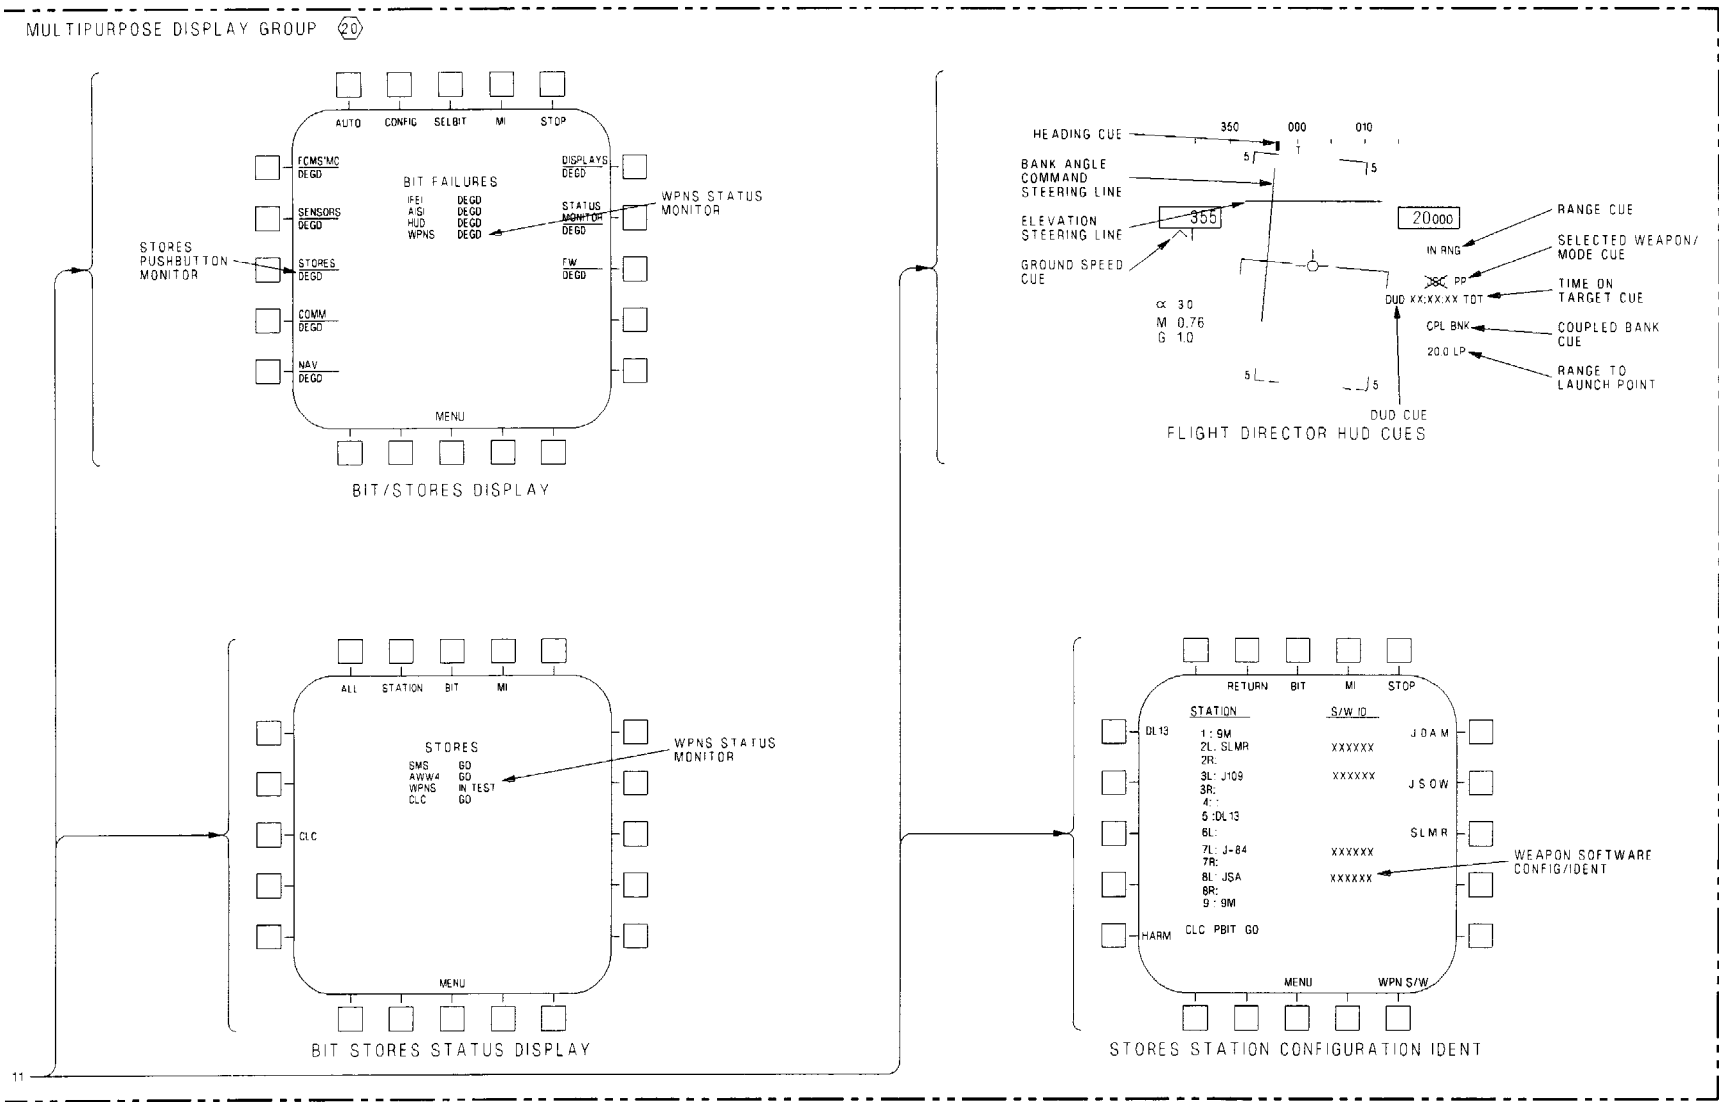 MULTIPURPOSE DISPLAY GROUP 20
AUTO CONFIG SELBIT MI STOP
FCMS'MC
DEGD
SENSORS
DEGD
STORES
DEGD
COMM
DEGD
NAV
DEGD
BIT FAILURES
IFEI DEGD
AISI DEGD
HUD DEGD
WPNS DEGD
DISPLAYS
DEGD
STATUS
MONITOR
DEGD
FW
DEGD
MENU
WPNS STATUS
MONITOR
STORES
PUSHBUTTON
MONITOR
BIT/STORES DISPLAY
HEADING CUE
BANK ANGLE
COMMAND
STEERING LINE
ELEVATION
STEERING LINE
GROUND SPEED
CUE
350 000 010
T
5 5
355
20000
IN RNG
JSC PP
DUD XX:XX:XX TOT
CPL BNK
20.0 LP
α 3.0
M 0.76
G 1.0
5 5
RANGE CUE
SELECTED WEAPON/
MODE CUE
TIME ON
TARGET CUE
COUPLED BANK
CUE
RANGE TO
LAUNCH POINT
DUD CUE
FLIGHT DIRECTOR HUD CUES
ALL STATION BIT MI
STORES
SMS GO
AWW4 GO
WPNS IN TEST
CLC GO
CLC
MENU
WPNS STATUS
MONITOR
BIT STORES STATUS DISPLAY
RETURN BIT MI STOP
DL13
HARM
STATION S/W ID
1 : 9M
2L: SLMR XXXXXX
2R:
3L: J109 XXXXXX
3R:
4: :
5 :DL13
6L:
7L: J-84 XXXXXX
7R:
8L: JSA XXXXXX
8R:
9 : 9M
CLC PBIT GO
JDAM
JSOW
SLMR
MENU WPN S/W
WEAPON SOFTWARE
CONFIG/IDENT
STORES STATION CONFIGURATION IDENT
11